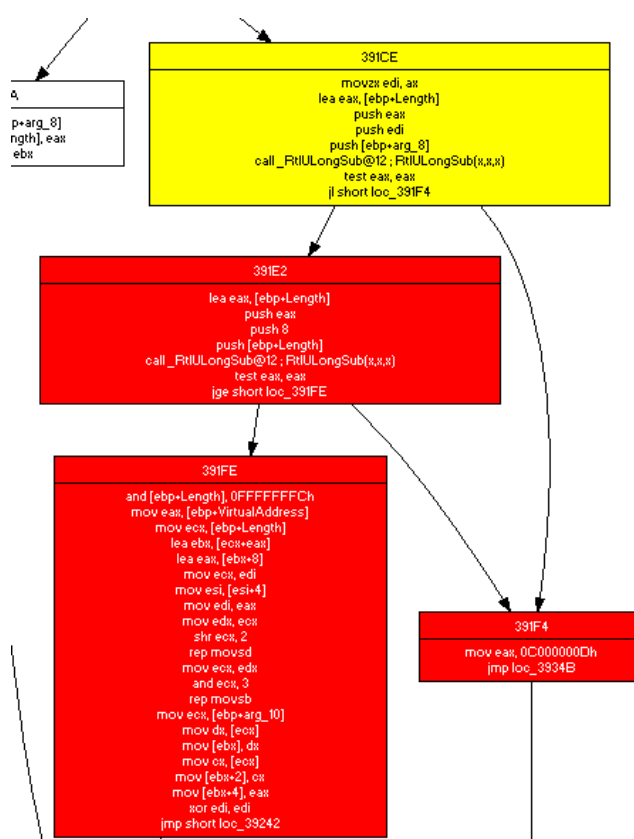 391CE
movzx edi, ax
lea eax, [ebp+Length]
push eax
push edi
push [ebp+arg_8]
call _RtlULongSub@12 ; RtlULongSub(x,x,x)
test eax, eax
jl short loc_391F4
A
p+arg_8]
ngth], eax
ebx
391E2
lea eax, [ebp+Length]
push eax
push 8
push [ebp+Length]
call _RtlULongSub@12 ; RtlULongSub(x,x,x)
test eax, eax
jge short loc_391FE
391FE
and [ebp+Length], 0FFFFFFFCh
mov eax, [ebp+VirtualAddress]
mov ecx, [ebp+Length]
lea ebx, [ecx+eax]
lea eax, [ebx+8]
mov ecx, edi
mov esi, [esi+4]
mov edi, eax
mov edx, ecx
shr ecx, 2
rep movsd
mov ecx, edx
and ecx, 3
rep movsb
mov ecx, [ebp+arg_10]
mov dx, [ecx]
mov [ebx], dx
mov cx, [ecx]
mov [ebx+2], cx
mov [ebx+4], eax
xor edi, edi
jmp short loc_39242
391F4
mov eax, 0C000000Dh
jmp loc_3934B